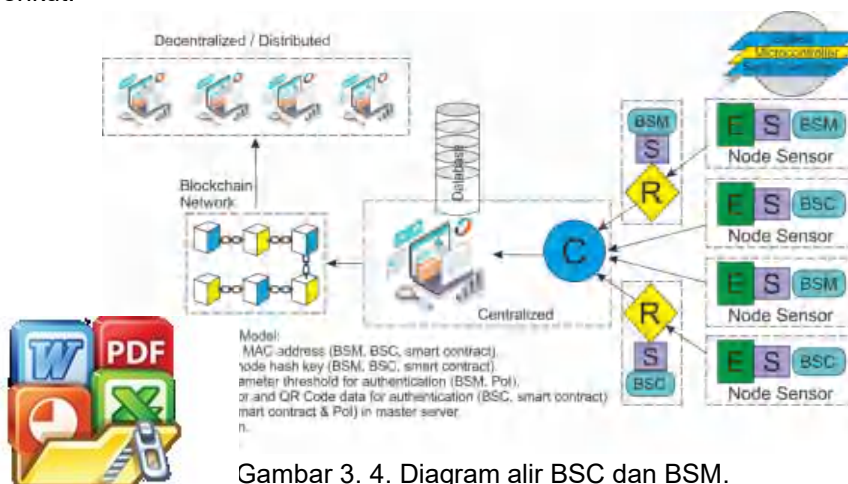 Decentralized / Distributed
Microcontroller
BSM
S
R
E S BSM
Node Sensor
Database
Blockchain
Network
E S BSC
Node Sensor
C
Centralized
E S BSM
Node Sensor
R
S
BSC
E S BSC
Node Sensor
Model:
MAC address (BSM, BSC, smart contract).
node hash key (BSM, BSC, smart contract).
ameter threshold for authentication (BSM, PoI).
or and QR Code data for authentication (BSC, smart contract)
mart contract & PoI) in master server.
n.
W PDF
X
Gambar 3. 4. Diagram alir BSC dan BSM.